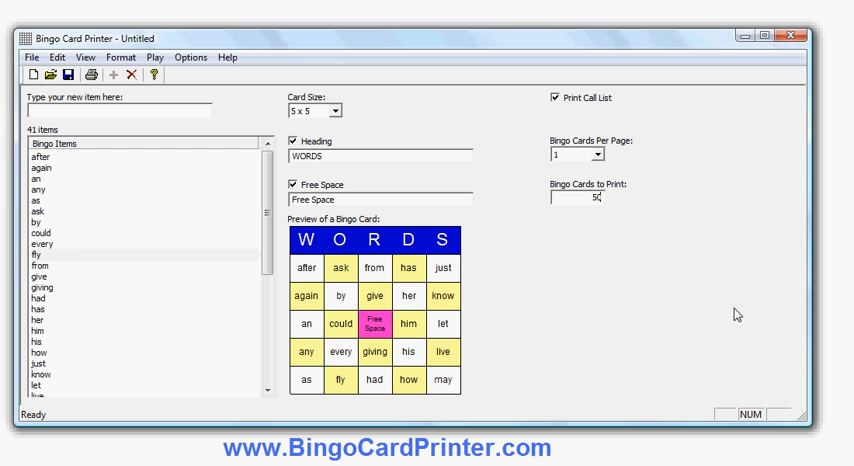 Bingo Card Printer - Untitled
File Edit View Format Play Options Help
Type your new item here:
41 items
Bingo Items
after
again
an
any
as
ask
by
could
every
fly
from
give
giving
had
has
her
him
his
how
just
know
let
live
Card Size:
5 x 5
Heading
WORDS
Free Space
Free Space
Preview of a Bingo Card:
W O R D S
after ask from has just
again by give her know
an could Free Space him let
any every giving his live
as fly had how may
Print Call List
Bingo Cards Per Page:
1
Bingo Cards to Print:
50
Ready
NUM
www.BingoCardPrinter.com